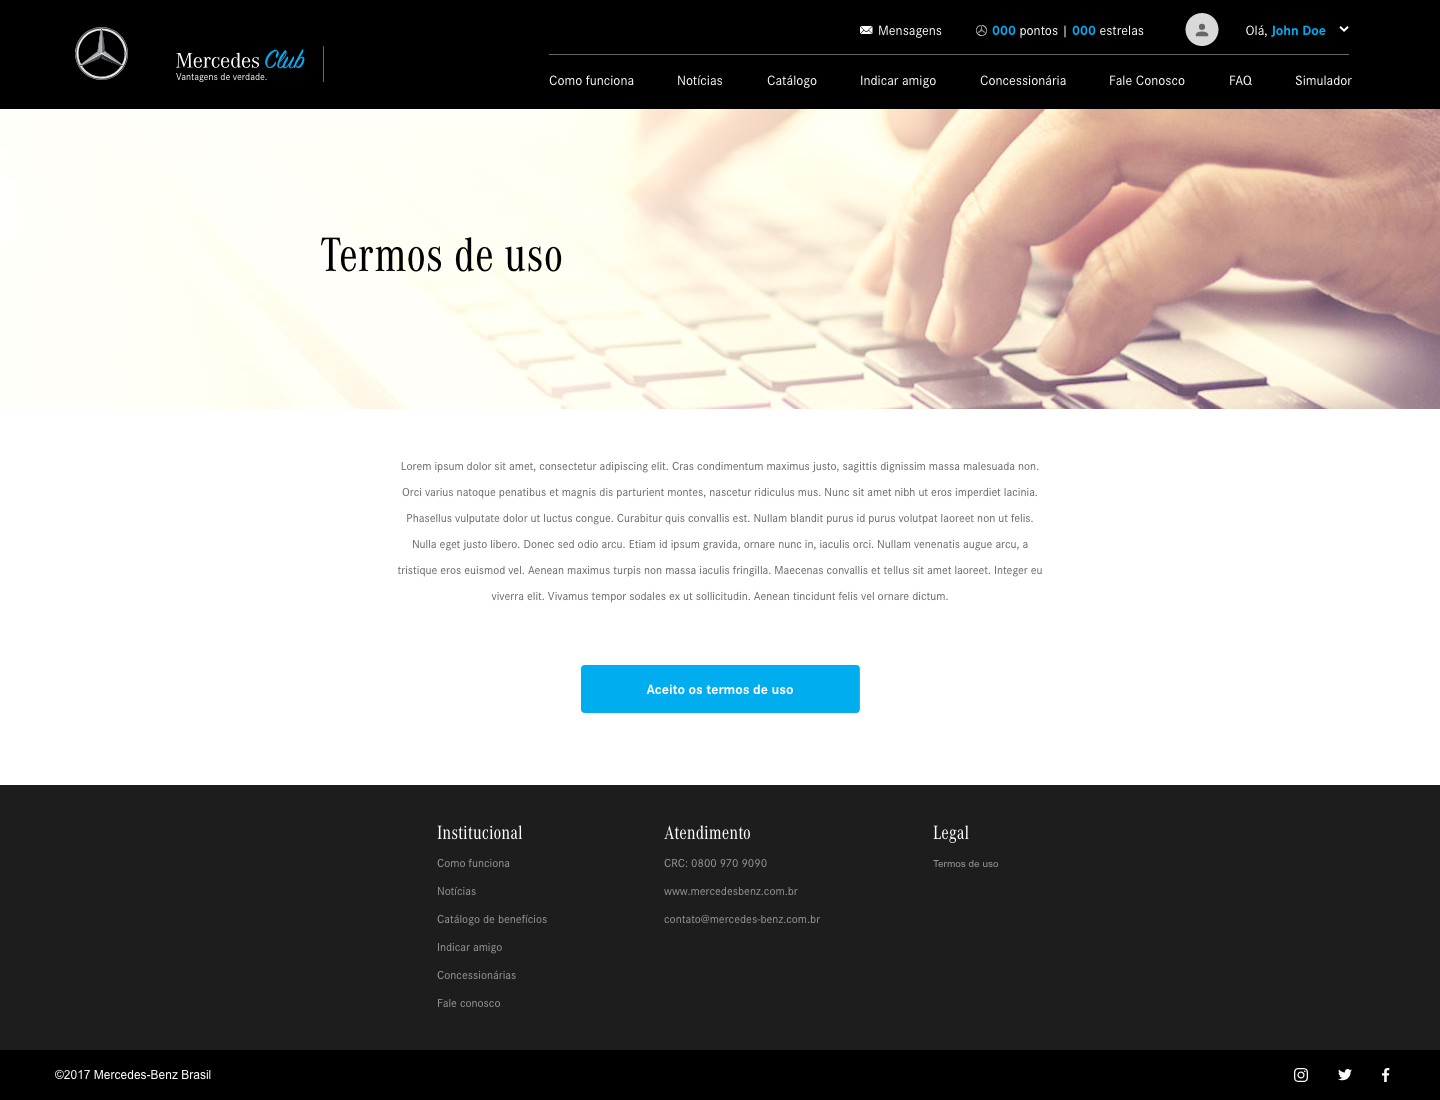 Mensagens
000 pontos | 000 estrelas
Olá, John Doe
Mercedes Club
Vantagens de verdade.
Como funciona
Notícias
Catálogo
Indicar amigo
Concessionária
Fale Conosco
FAQ
Simulador
Termos de uso
Lorem ipsum dolor sit amet, consectetur adipiscing elit. Cras condimentum maximus justo, sagittis dignissim massa malesuada non.
Orci varius natoque penatibus et magnis dis parturient montes, nascetur ridiculus mus. Nunc sit amet nibh ut eros imperdiet lacinia.
Phasellus vulputate dolor ut luctus congue. Curabitur quis convallis est. Nullam blandit purus id purus volutpat laoreet non ut felis.
Nulla eget justo libero. Donec sed odio arcu. Etiam id ipsum gravida, ornare nunc in, iaculis orci. Nullam venenatis augue arcu, a
tristique eros euismod vel. Aenean maximus turpis non massa iaculis fringilla. Maecenas convallis et tellus sit amet laoreet. Integer eu
viverra elit. Vivamus tempor sodales ex ut sollicitudin. Aenean tincidunt felis vel ornare dictum.
Aceito os termos de uso
Institucional
Como funciona
Notícias
Catálogo de benefícios
Indicar amigo
Concessionárias
Fale conosco
Atendimento
CRC: 0800 970 9090
www.mercedesbenz.com.br
contato@mercedes-benz.com.br
Legal
Termos de uso
©2017 Mercedes-Benz Brasil